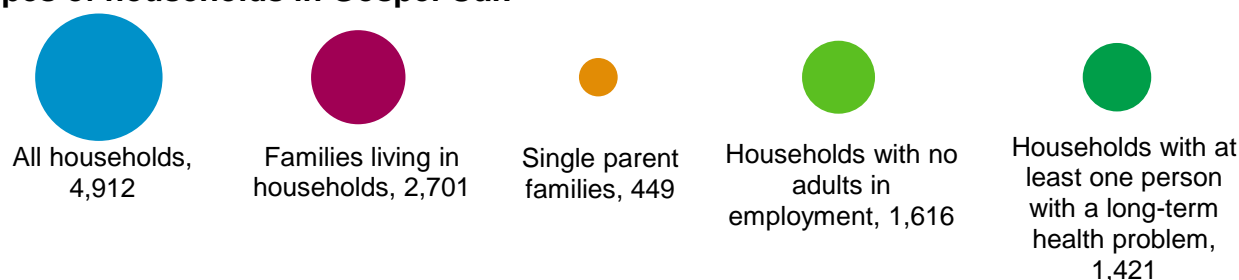 All households,
4,912
Families living in
households, 2,701
Single parent
families, 449
Households with no
adults in
employment, 1,616
Households with at
least one person
with a long-term
health problem,
1,421